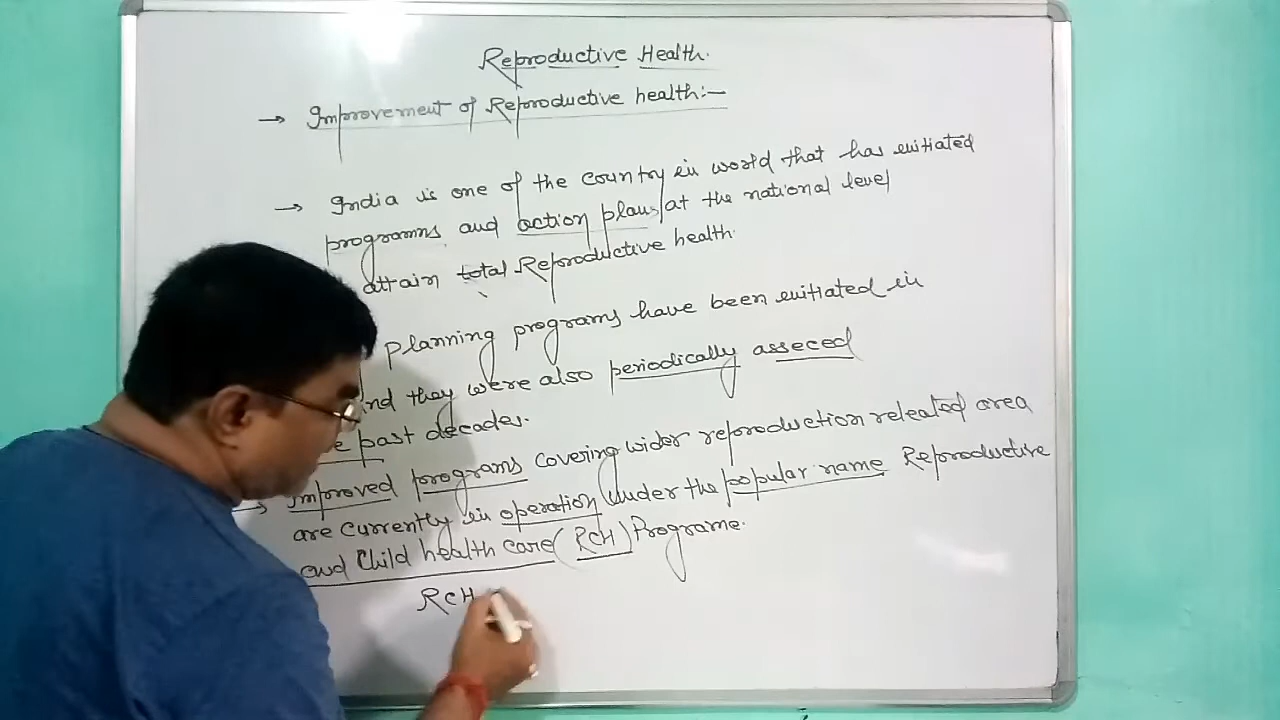 Reproductive Health.
→ Improvement of Reproductive health:-
→ India is one of the country in world that has initiated
programns and action plans at the national level
attain total Reproductive health.
planning programs have been initiated in
and they were also periodically asseced
past decades.
→ Improved programs covering wider reproduction releated area
are currently in operation under the popular name Reproductive
and Child health care (RCH) Programe.
RCH